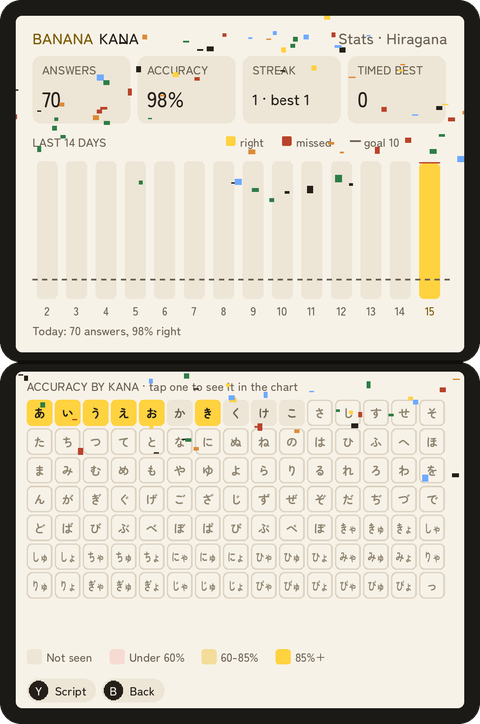 BANANA KANA
Stats · Hiragana
ANSWERS ACCURACY STREAK TIMED BEST
70 98% 1 · best 1 0
LAST 14 DAYS right missed goal 10
2 3 4 5 6 7 8 9 10 11 12 13 14 15
Today: 70 answers, 98% right
ACCURACY BY KANA · tap one to see it in the chart
あ い う え お か き く け こ さ し す せ そ
た ち つ て と な に ぬ ね の は ひ ふ へ ほ
ま み む め も や ゆ よ ら り る れ ろ わ を
ん が ぎ ぐ げ ご ざ じ ず ぜ ぞ だ ぢ づ で
ど ば び ぶ べ ぼ ぱ ぴ ぷ ぺ ぽ きゃ きゅ きょ しゃ
しゅ しょ ちゃ ちゅ ちょ にゃ にゅ にょ ひゃ ひゅ ひょ みゃ みゅ みょ りゃ
りゅ りょ ぎゃ ぎゅ ぎょ じゃ じゅ じょ びゃ びゅ びょ ぴゃ ぴゅ ぴょ っ
Not seen Under 60% 60-85% 85%+
Y Script B Back